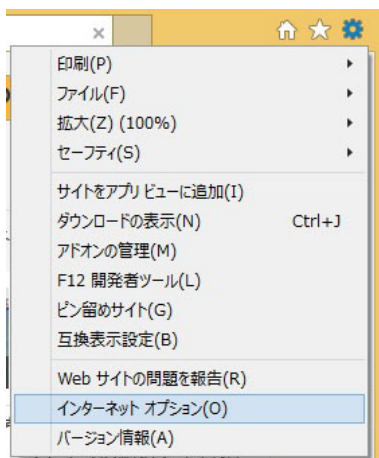 印刷(P)
ファイル(F)
拡大(Z) (100%)
セーフティ(S)
サイトをアプリ ビューに追加(I)
ダウンロードの表示(N) Ctrl+J
アドオンの管理(M)
F12 開発者ツール(L)
ピン留めサイト(G)
互換表示設定(B)
Web サイトの問題を報告(R)
インターネット オプション(O)
バージョン情報(A)